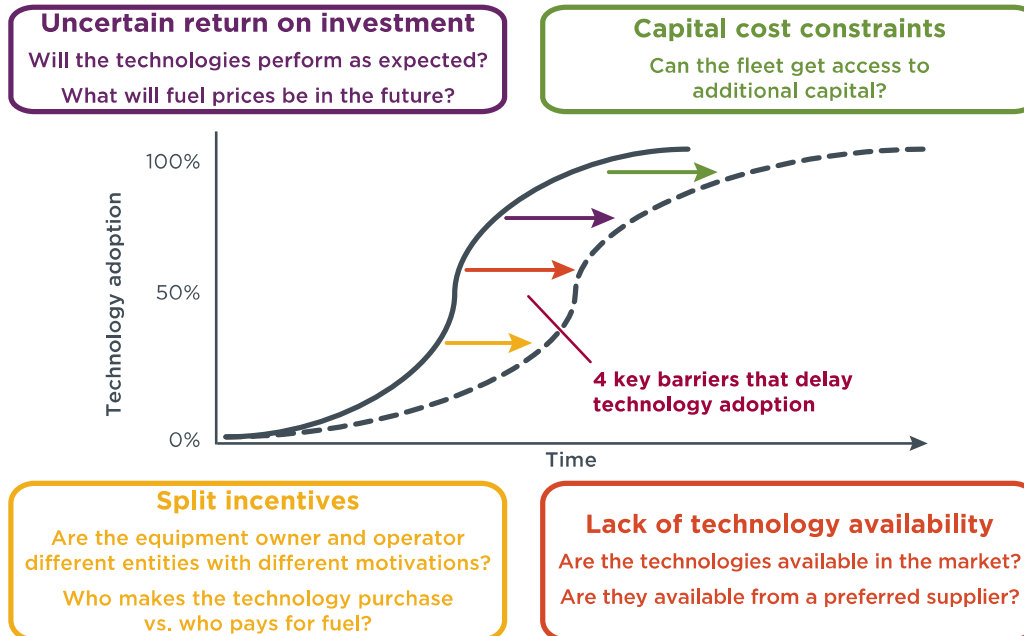 Uncertain return on investment
Will the technologies perform as expected?
What will fuel prices be in the future?
Capital cost constraints
Can the fleet get access to
additional capital?
100%
50%
0%
Technology adoption
4 key barriers that delay
technology adoption
Time
Split incentives
Are the equipment owner and operator
different entities with different motivations?
Who makes the technology purchase
vs. who pays for fuel?
Lack of technology availability
Are the technologies available in the market?
Are they available from a preferred supplier?